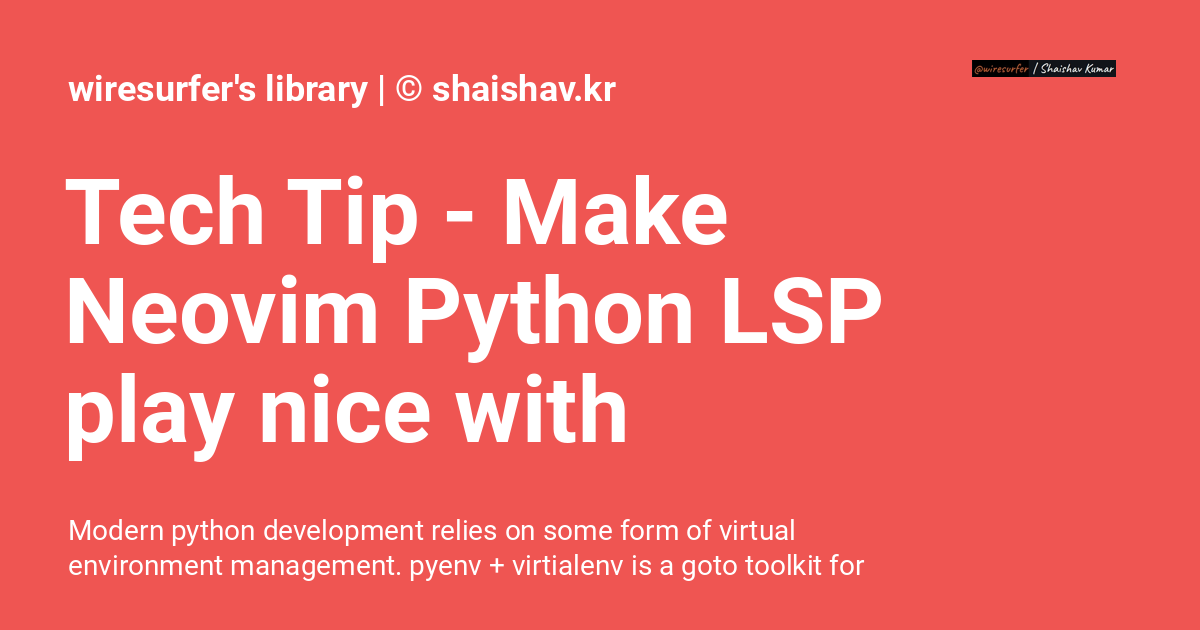 wiresurfer's library | © shaishav.kr
@wiresurfer | Shaishav Kumar
Tech Tip - Make
Neovim Python LSP
play nice with
Modern python development relies on some form of virtual
environment management. pyenv + virtialenv is a goto toolkit for